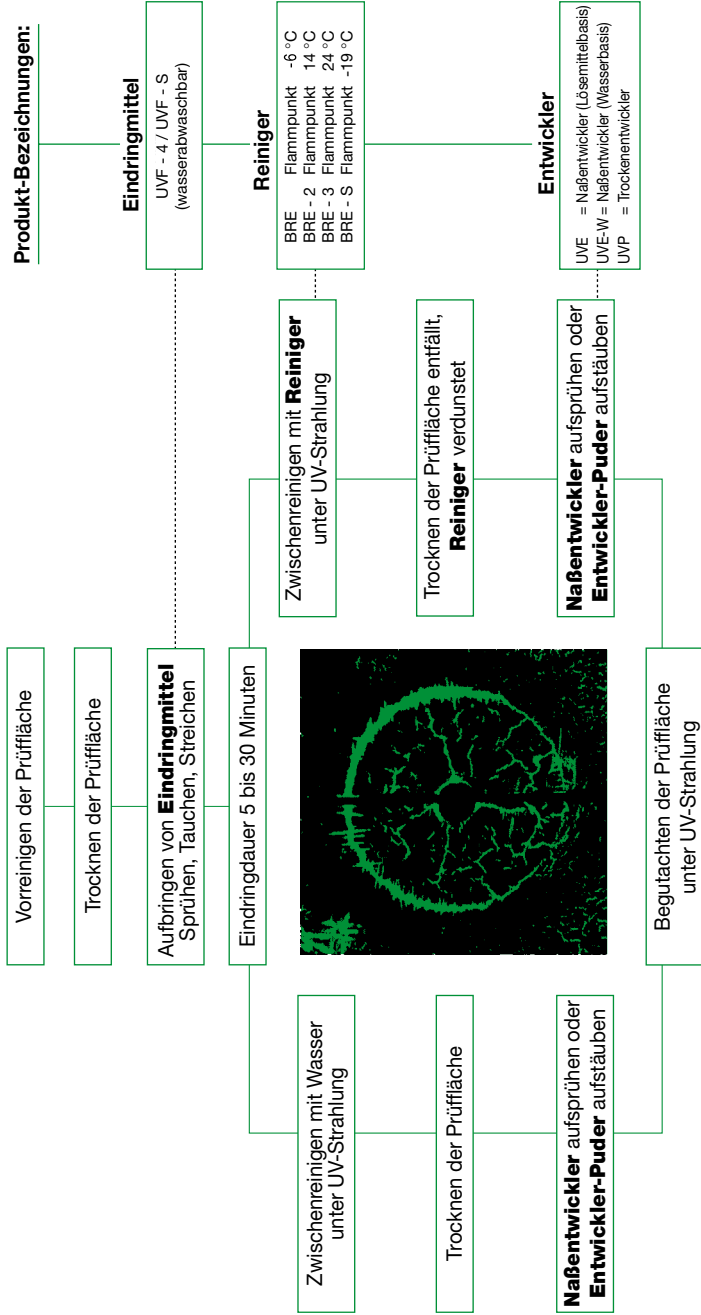 Vorreinigen der Prüffläche
Trocknen der Prüffläche
Aufbringen von Eindringmittel
Sprühen, Tauchen, Streichen
Eindringdauer 5 bis 30 Minuten
Zwischenreinigen mit Wasser
unter UV-Strahlung
Trocknen der Prüffläche
Naßentwickler aufsprühen oder
Entwickler-Puder aufstäuben
Zwischenreinigen mit Reiniger
unter UV-Strahlung
Trocknen der Prüffläche entfällt,
Reiniger verdunstet
Naßentwickler aufsprühen oder
Entwickler-Puder aufstäuben
Begutachten der Prüffläche
unter UV-Strahlung
Produkt-Bezeichnungen:
Eindringmittel
UVF - 4 / UVF - S
(wasserabwaschbar)
Reiniger
BRE Flammpunkt -6 °C
BRE - 2 Flammpunkt 14 °C
BRE - 3 Flammpunkt 24 °C
BRE - S Flammpunkt -19 °C
Entwickler
UVE = Naßentwickler (Lösemittelbasis)
UVE-W = Naßentwickler (Wasserbasis)
UVP = Trockenentwickler